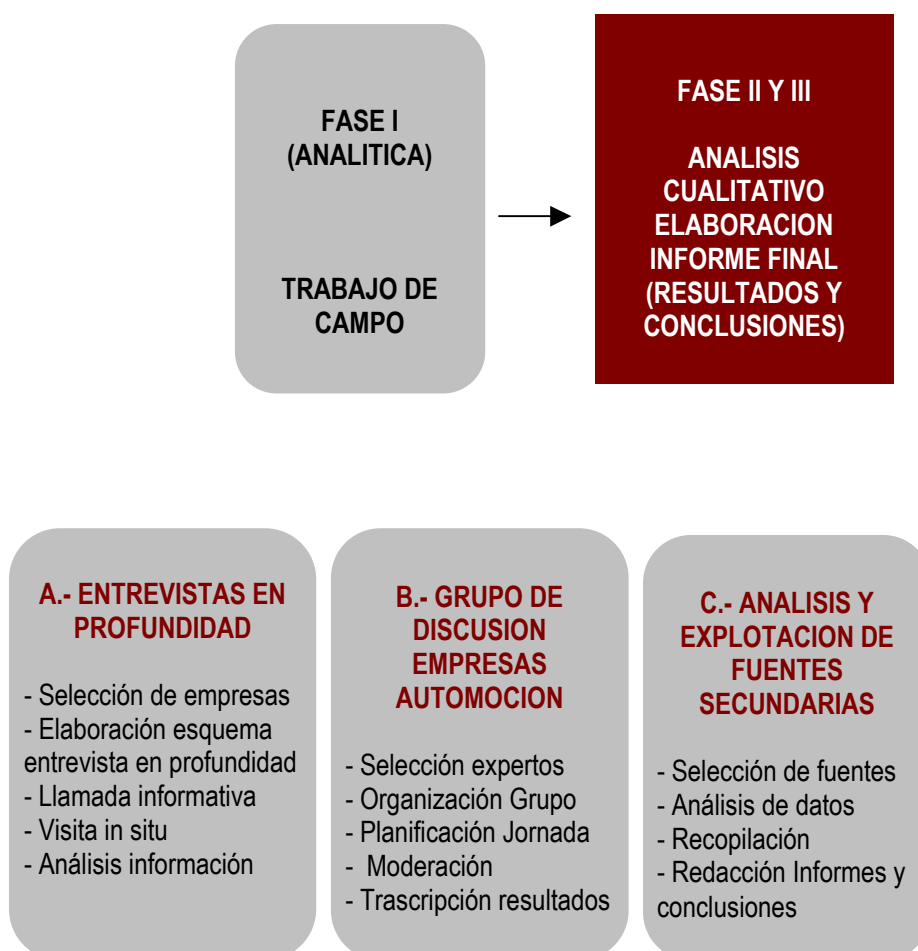 FASE I
(ANALITICA)
TRABAJO DE
CAMPO
FASE II Y III
ANALISIS
CUALITATIVO
ELABORACION
INFORME FINAL
(RESULTADOS Y
CONCLUSIONES)
A.- ENTREVISTAS EN
PROFUNDIDAD
- Selección de empresas
- Elaboración esquema
entrevista en profundidad
- Llamada informativa
- Visita in situ
- Análisis información
B.- GRUPO DE
DISCUSION
EMPRESAS
AUTOMOCION
- Selección expertos
- Organización Grupo
- Planificación Jornada
- Moderación
- Trascripción resultados
C.- ANALISIS Y
EXPLOTACION DE
FUENTES
SECUNDARIAS
- Selección de fuentes
- Análisis de datos
- Recopilación
- Redacción Informes y
conclusiones